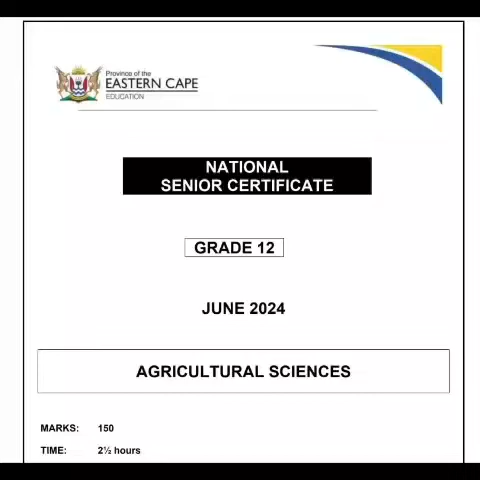 Province of the
EASTERN CAPE
EDUCATION
NATIONAL
SENIOR CERTIFICATE
GRADE 12
JUNE 2024
AGRICULTURAL SCIENCES
MARKS: 150
TIME: 2½ hours